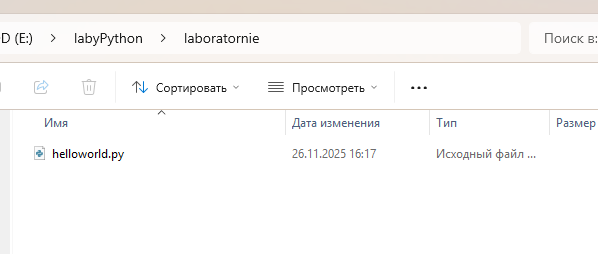 D (E:) > labyPython > laboratornie Поиск в:
Сортировать Просмотреть ...
Имя Дата изменения Тип Размер
helloworld.py 26.11.2025 16:17 Исходный файл ...